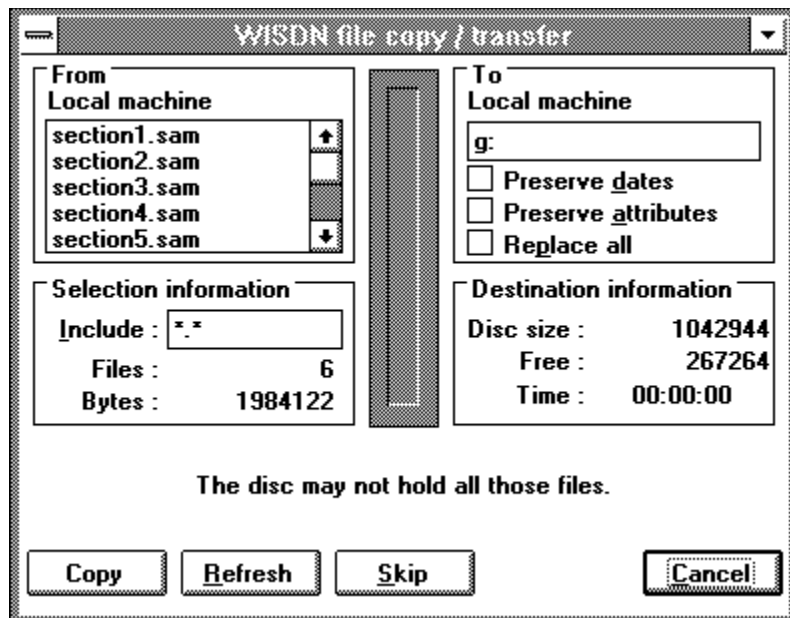 WISDN file copy / transfer
From
Local machine
section1.sam
section2.sam
section3.sam
section4.sam
section5.sam
To
Local machine
g:
Preserve dates
Preserve attributes
Replace all
Selection information
Include : *.*
Files : 6
Bytes : 1984122
Destination information
Disc size : 1042944
Free : 267264
Time : 00:00:00
The disc may not hold all those files.
Copy Refresh Skip Cancel